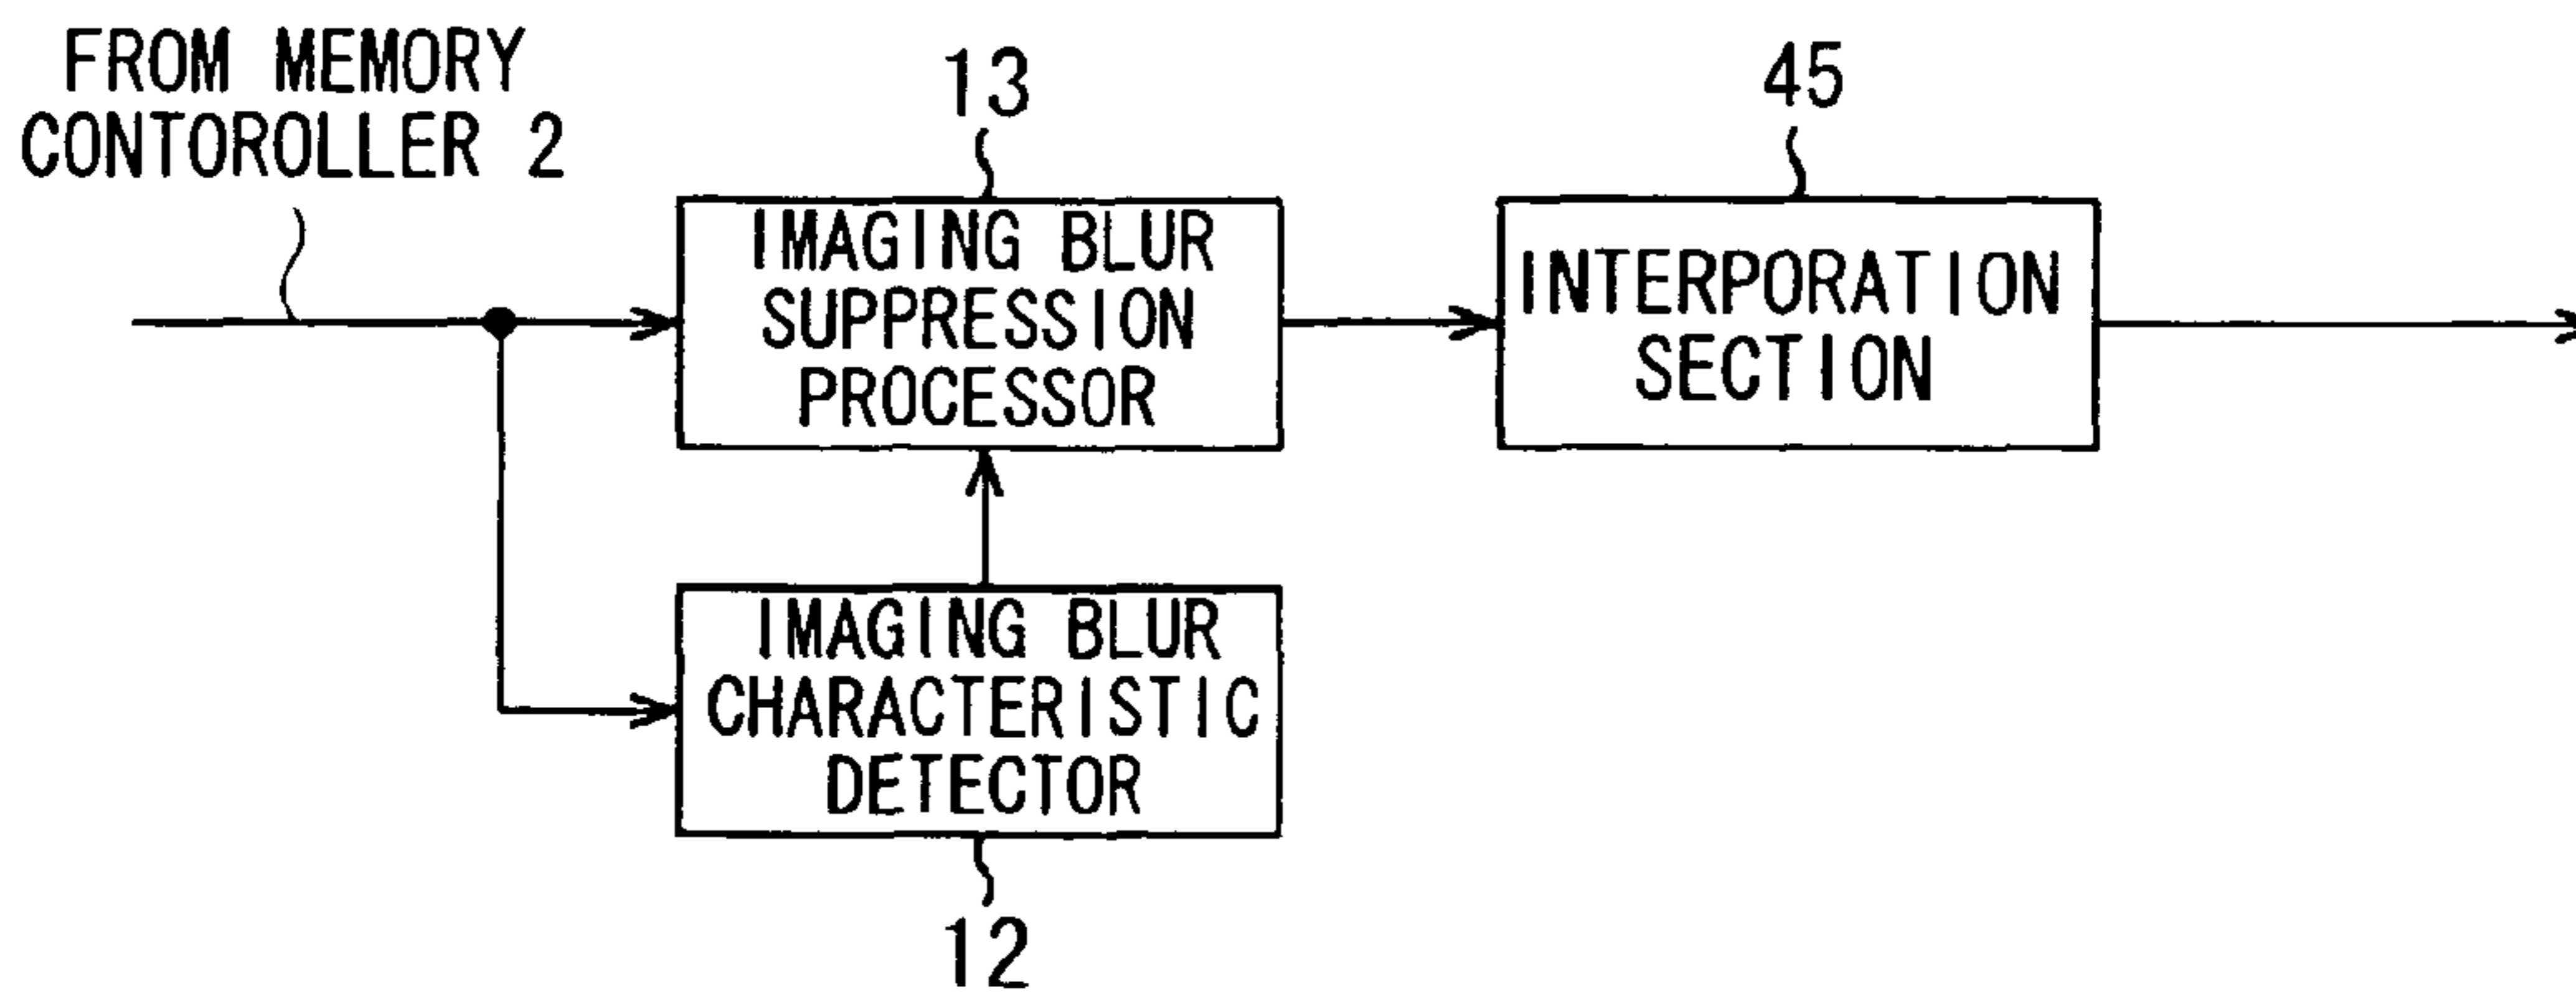 FROM MEMORY
CONTOROLLER 2
13
45
IMAGING BLUR
SUPPRESSION
PROCESSOR
INTERPORATION
SECTION
IMAGING BLUR
CHARACTERISTIC
DETECTOR
12